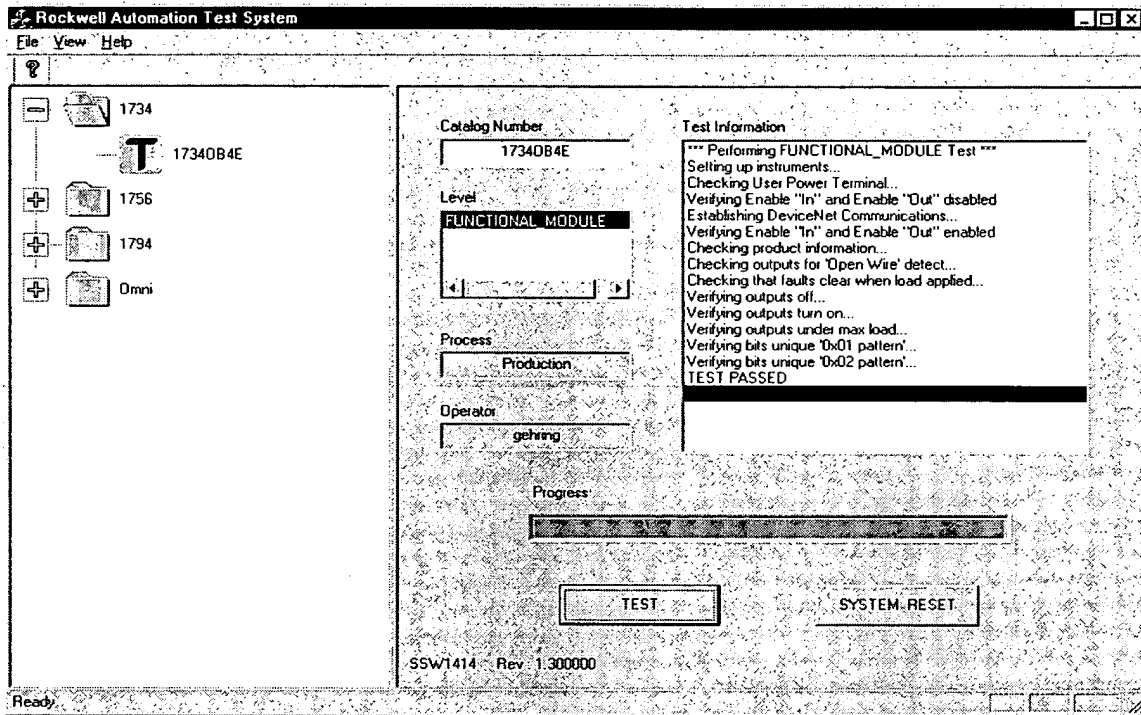 Rockwell Automation Test System
File View Help
?
1734
T 1734OB4E
1756
1794
Omni
Catalog Number
1734OB4E
Level
FUNCTIONAL_MODULE
Process
Production
Operator
gehring
Test Information
*** Performing FUNCTIONAL_MODULE Test ***
Setting up instruments...
Checking User Power Terminal...
Verifying Enable "In" and Enable "Out" disabled
Establishing DeviceNet Communications...
Verifying Enable "In" and Enable "Out" enabled
Checking product information...
Checking outputs for 'Open Wire' detect...
Checking that faults clear when load applied...
Verifying outputs off...
Verifying outputs turn on...
Verifying outputs under max load...
Verifying bits unique '0x01 pattern'...
Verifying bits unique '0x02 pattern'...
TEST PASSED
Progress
TEST
SYSTEM RESET
SSW1414 Rev 1.300000
Ready